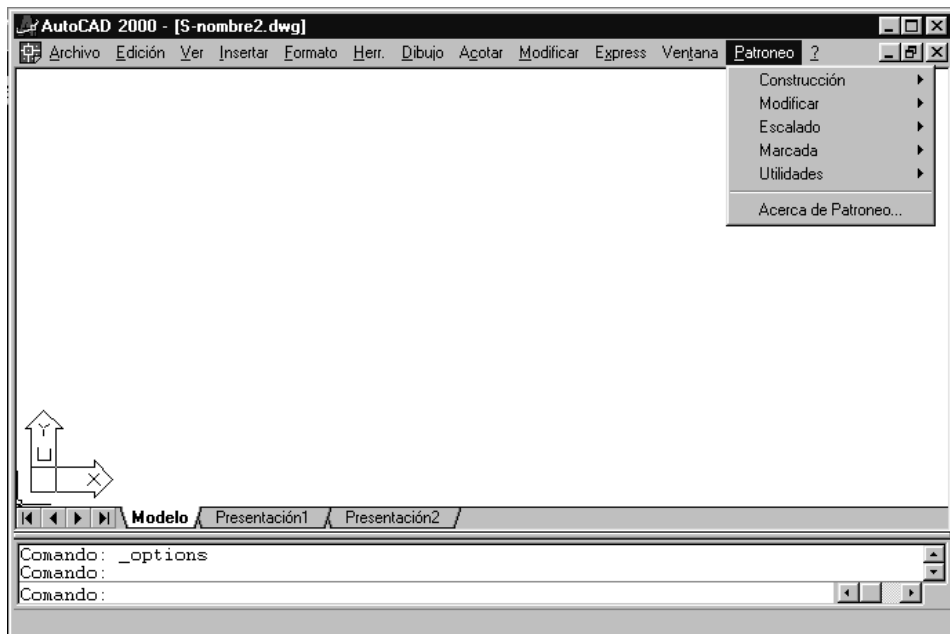 AutoCAD 2000 - [S-nombre2.dwg]
Archivo Edición Ver Insertar Formato Herr. Dibujo Acotar Modificar Express Ventana Patroneo ?
Construcción
Modificar
Escalado
Marcada
Utilidades
Acerca de Patroneo...
Y
U
X
Modelo Presentación1 Presentación2
Comando: _options
Comando:
Comando: